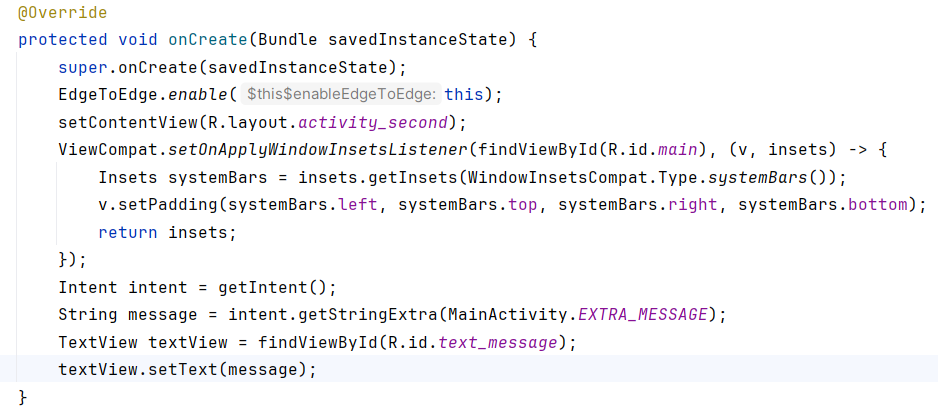 @Override
protected void onCreate(Bundle savedInstanceState) {
super.onCreate(savedInstanceState);
EdgeToEdge.enable( $this$enableEdgeToEdge: this);
setContentView(R.layout.activity_second);
ViewCompat.setOnApplyWindowInsetsListener(findViewById(R.id.main), (v, insets) -> {
Insets systemBars = insets.getInsets(WindowInsetsCompat.Type.systemBars());
v.setPadding(systemBars.left, systemBars.top, systemBars.right, systemBars.bottom);
return insets;
});
Intent intent = getIntent();
String message = intent.getStringExtra(MainActivity.EXTRA_MESSAGE);
TextView textView = findViewById(R.id.text_message);
textView.setText(message);
}